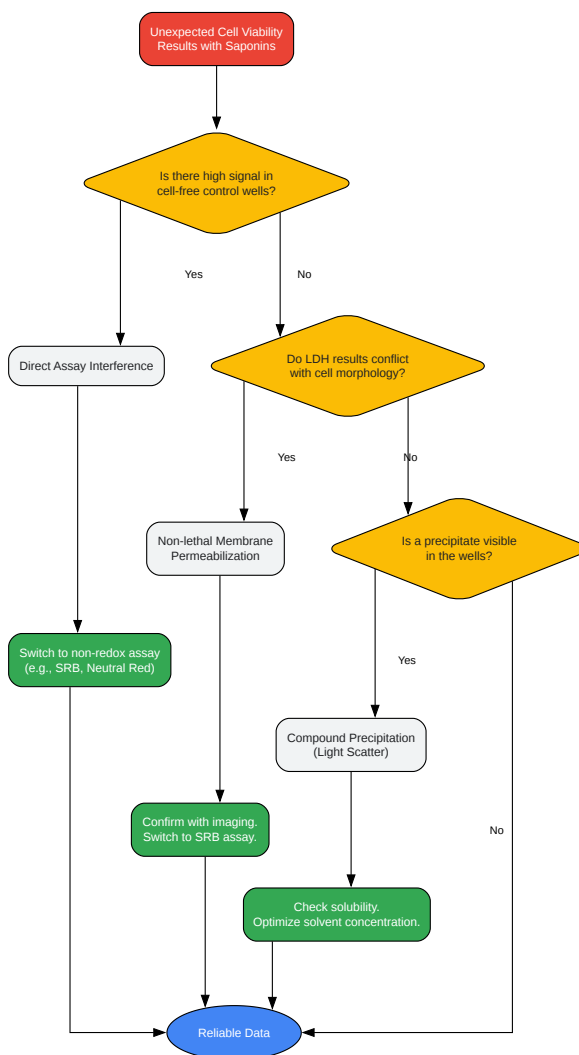 Unexpected Cell Viability
Results with Saponins
Is there high signal in
cell-free control wells?
Yes
No
Direct Assay Interference
Do LDH results conflict
with cell morphology?
Yes
No
Non-lethal Membrane
Permeabilization
Is a precipitate visible
in the wells?
Switch to non-redox assay
(e.g., SRB, Neutral Red)
Yes
Compound Precipitation
(Light Scatter)
Confirm with imaging.
Switch to SRB assay.
No
Check solubility.
Optimize solvent concentration.
Reliable Data